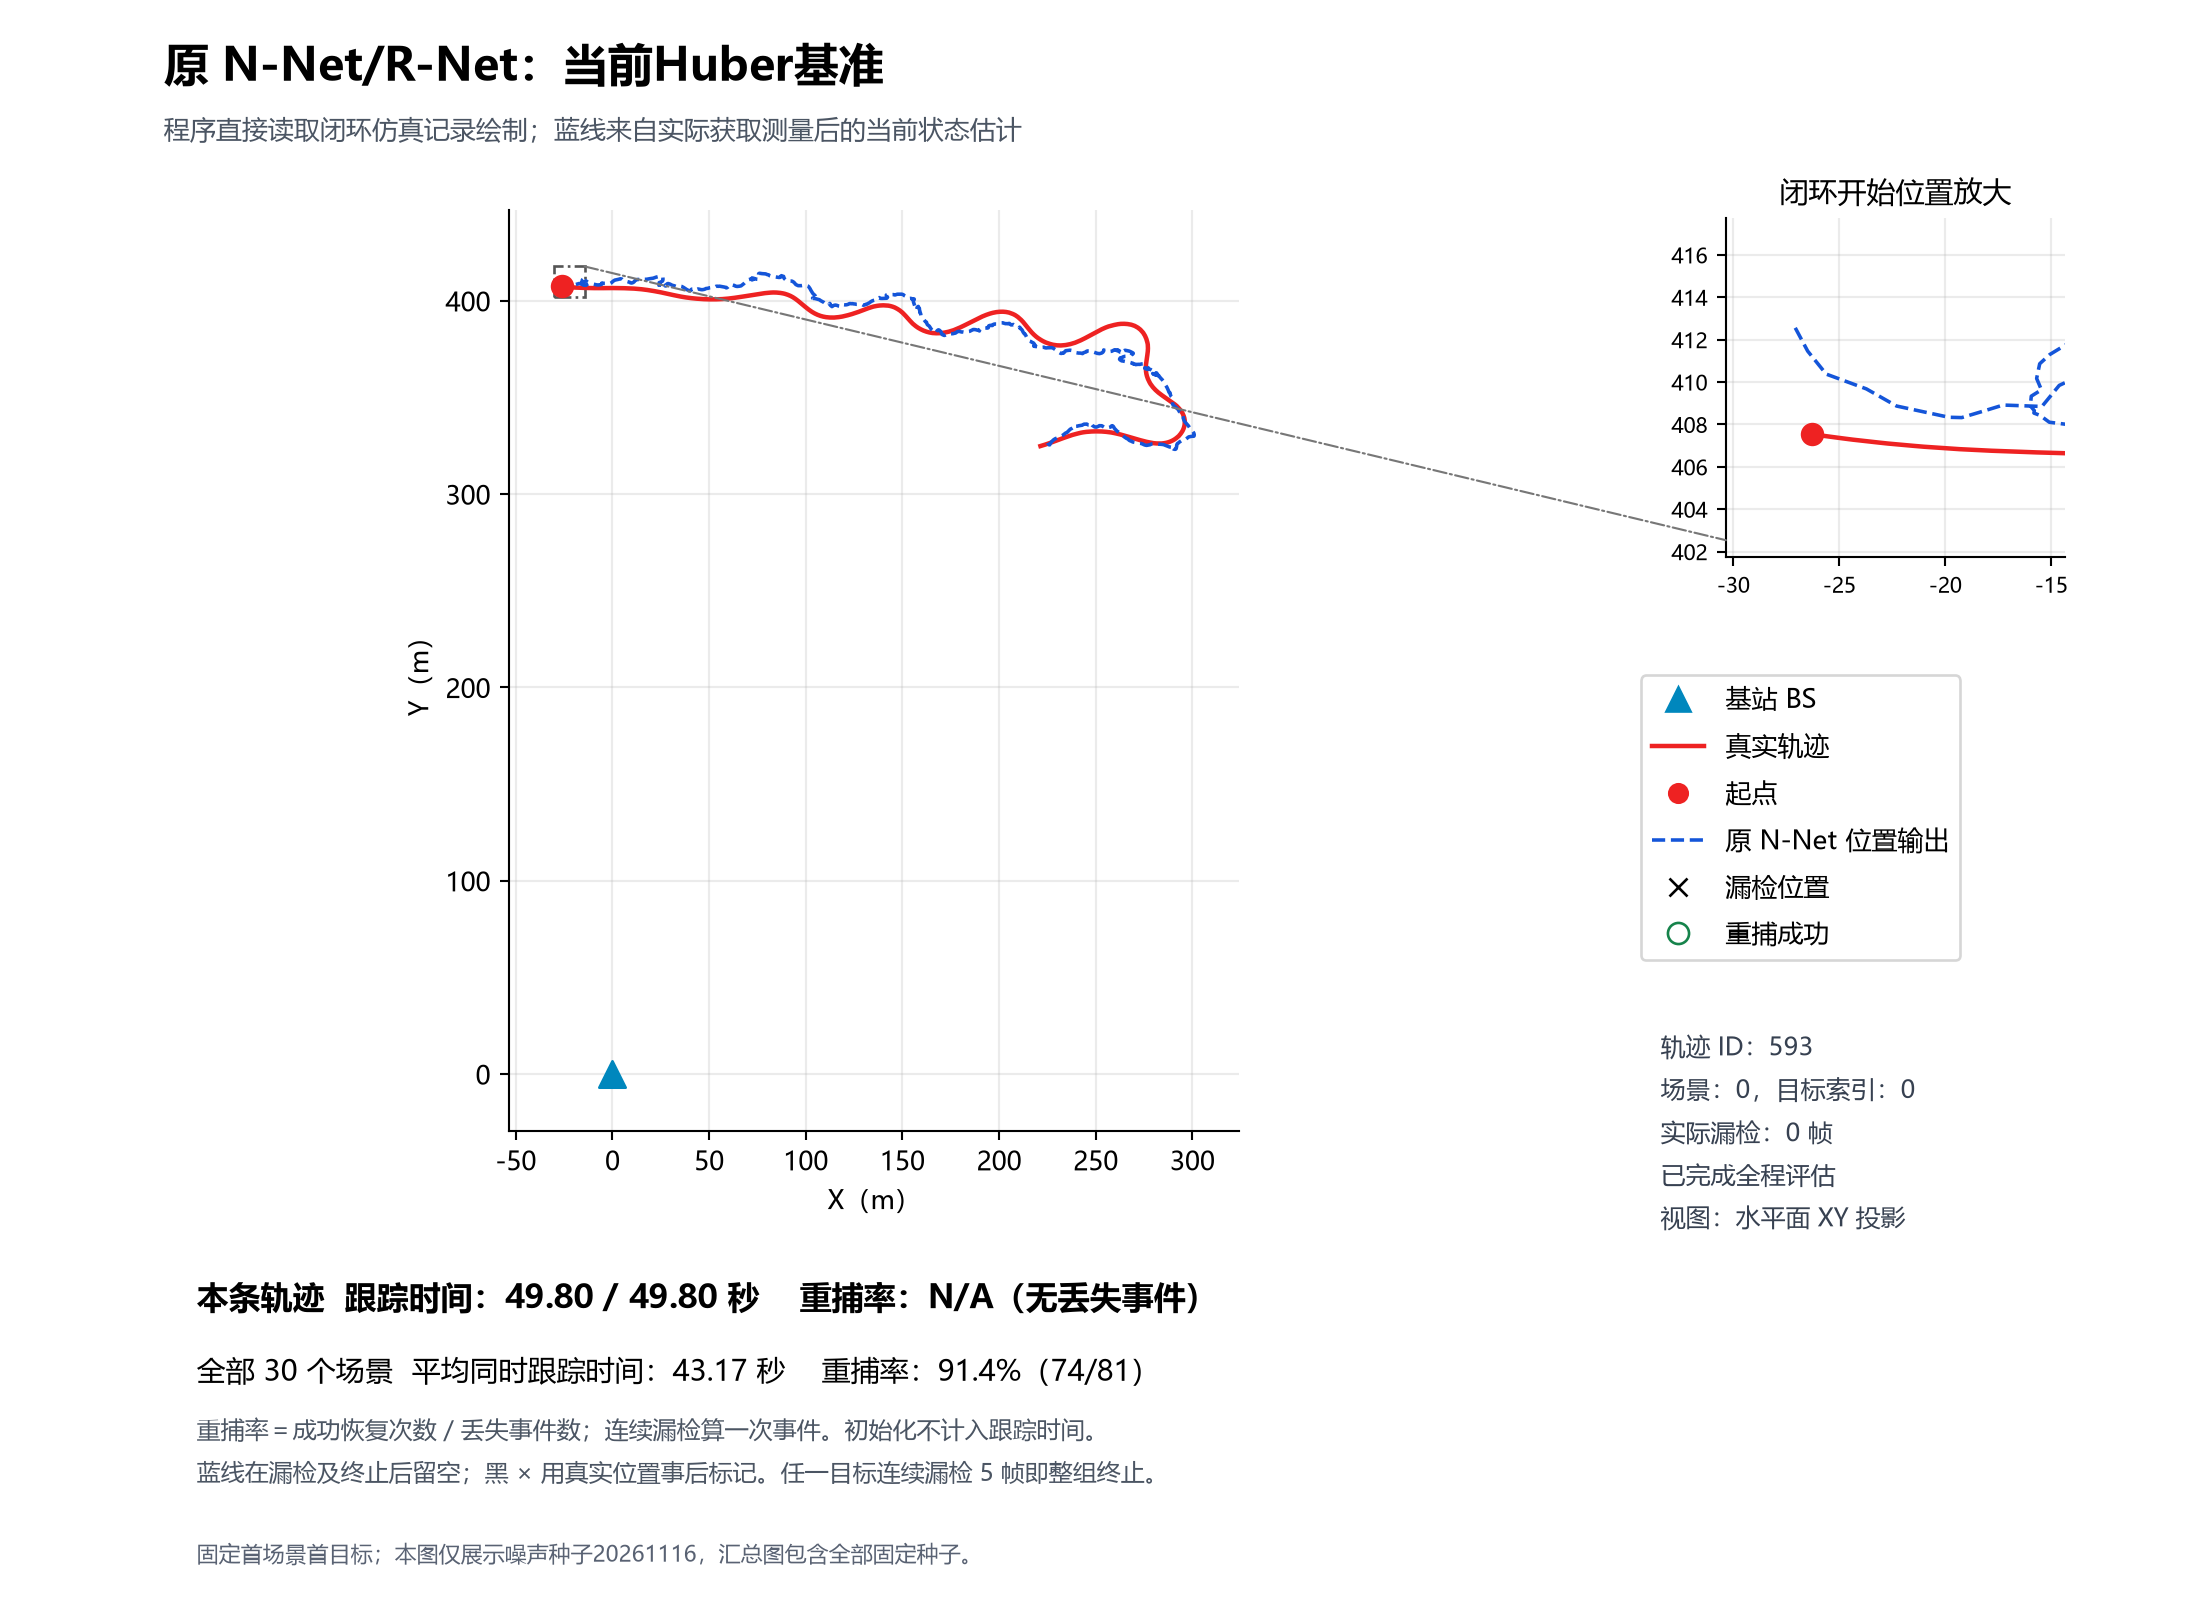 原 N-Net/R-Net：当前Huber基准
程序直接读取闭环仿真记录绘制；蓝线来自实际获取测量后的当前状态估计
闭环开始位置放大
416
414
412
410
408
406
404
402
-30
-25
-20
-15
400
300
200
100
0
Y（m）
-50
0
50
100
150
200
250
300
X（m）
基站 BS
真实轨迹
起点
原 N-Net 位置输出
漏检位置
重捕成功
轨迹 ID：593
场景：0，目标索引：0
实际漏检：0 帧
已完成全程评估
视图：水平面 XY 投影
本条轨迹 跟踪时间：49.80 / 49.80 秒 重捕率：N/A（无丢失事件）
全部 30 个场景 平均同时跟踪时间：43.17 秒 重捕率：91.4%（74/81）
重捕率＝成功恢复次数 / 丢失事件数；连续漏检算一次事件。初始化不计入跟踪时间。
蓝线在漏检及终止后留空；黑 × 用真实位置事后标记。任一目标连续漏检 5 帧即整组终止。
固定首场景首目标；本图仅展示噪声种子20261116，汇总图包含全部固定种子。